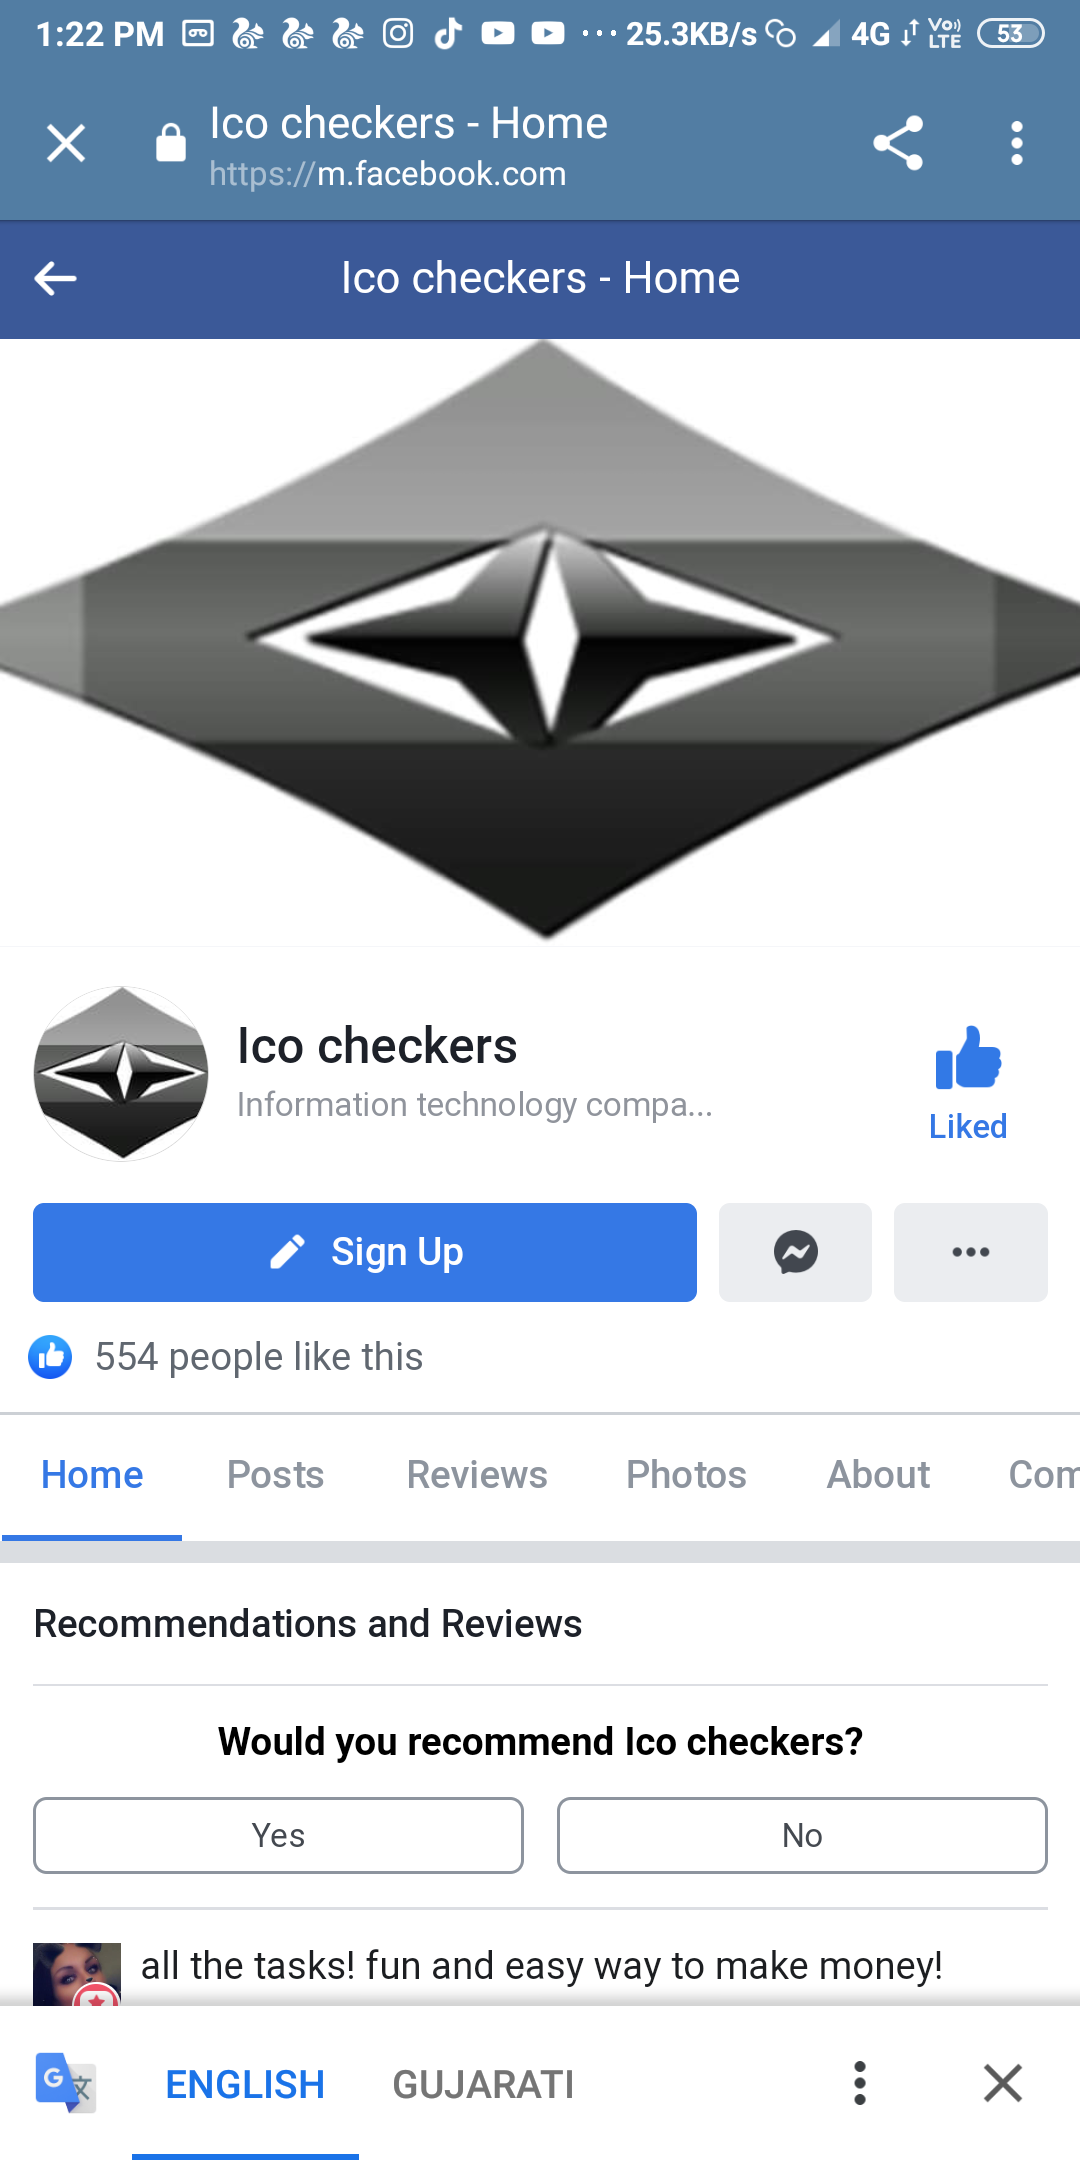 1:22 PM 25.3KB/s 4G Vo)) LTE 53
Ico checkers - Home
https://m.facebook.com
Ico checkers - Home
Ico checkers
Information technology compa...
Liked
Sign Up
554 people like this
Home Posts Reviews Photos About Com
Recommendations and Reviews
Would you recommend Ico checkers?
Yes No
all the tasks! fun and easy way to make money!
G 文 ENGLISH GUJARATI